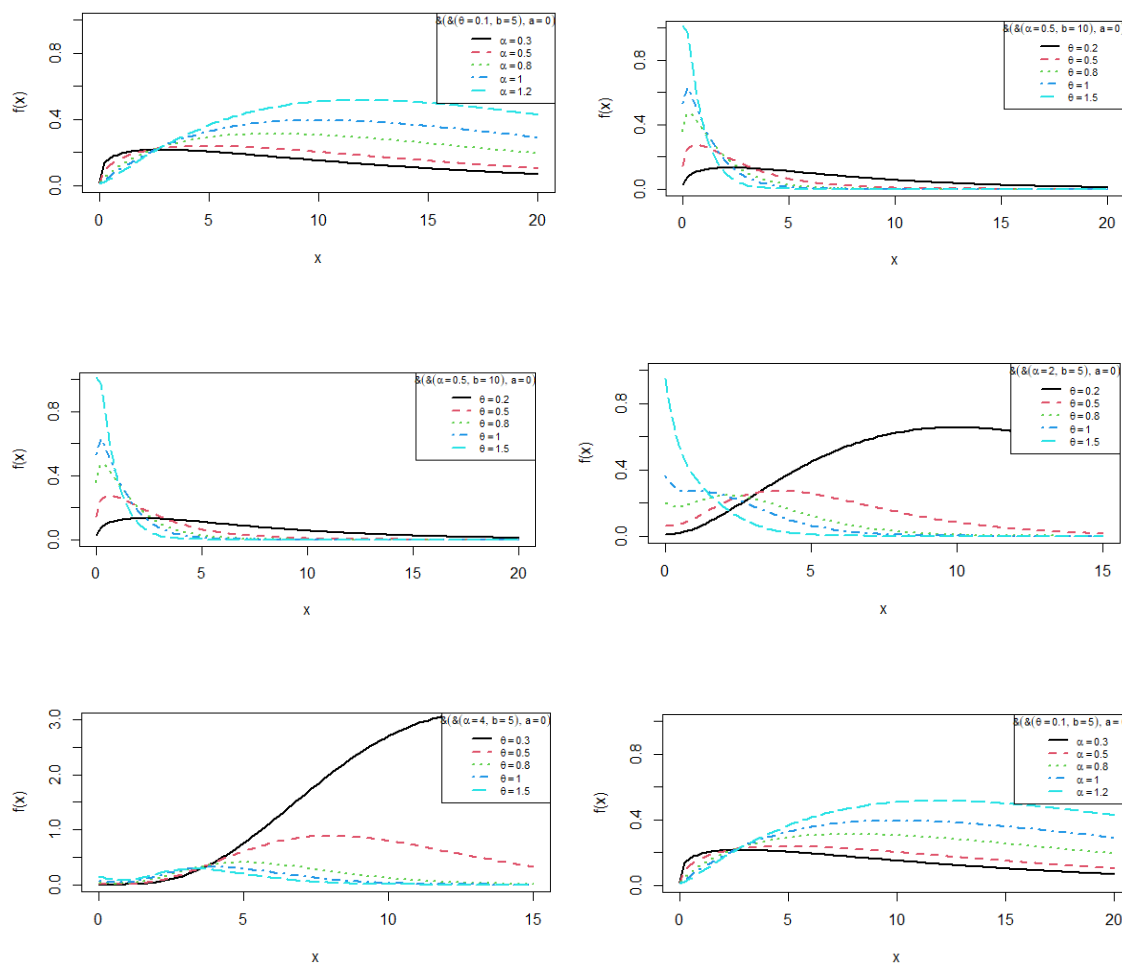 &(&(θ=0.1, b=5), a=0)
α=0.3
α=0.5
α=0.8
α=1
α=1.2
f(x)
0.0
0.4
0.8
0 5 10 15 20
x
&(&(α=0.5, b=10), a=0)
θ=0.2
θ=0.5
θ=0.8
θ=1
θ=1.5
f(x)
0.0
0.4
0.8
0 5 10 15 20
x
&(&(α=0.5, b=10), a=0)
θ=0.2
θ=0.5
θ=0.8
θ=1
θ=1.5
f(x)
0.0
0.4
0.8
0 5 10 15 20
x
&(&(α=2, b=5), a=0)
θ=0.2
θ=0.5
θ=0.8
θ=1
θ=1.5
f(x)
0.0
0.4
0.8
0 5 10 15
x
&(&(α=4, b=5), a=0)
θ=0.3
θ=0.5
θ=0.8
θ=1
θ=1.5
f(x)
0.0
1.0
3.0
0 5 10 15
x
&(&(θ=0.1, b=5), a=0)
α=0.3
α=0.5
α=0.8
α=1
α=1.2
f(x)
0.0
0.4
0.8
0 5 10 15 20
x